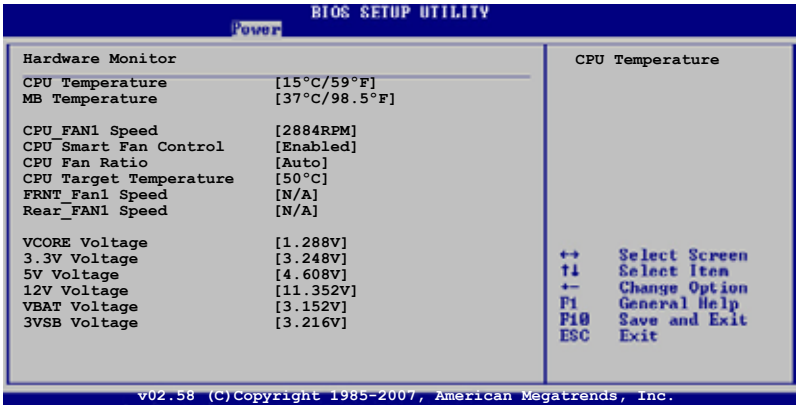 BIOS SETUP UTILITY
Power
Hardware Monitor
CPU Temperature [15°C/59°F]
MB Temperature [37°C/98.5°F]
CPU_FAN1 Speed [2884RPM]
CPU Smart Fan Control [Enabled]
CPU Fan Ratio [Auto]
CPU Target Temperature [50°C]
FRNT_Fan1 Speed [N/A]
Rear_FAN1 Speed [N/A]
VCORE Voltage [1.288V]
3.3V Voltage [3.248V]
5V Voltage [4.608V]
12V Voltage [11.352V]
VBAT Voltage [3.152V]
3VSB Voltage [3.216V]
CPU Temperature
↔ Select Screen
↑↓ Select Item
+- Change Option
F1 General Help
F10 Save and Exit
ESC Exit
v02.58 (C)Copyright 1985-2007, American Megatrends, Inc.